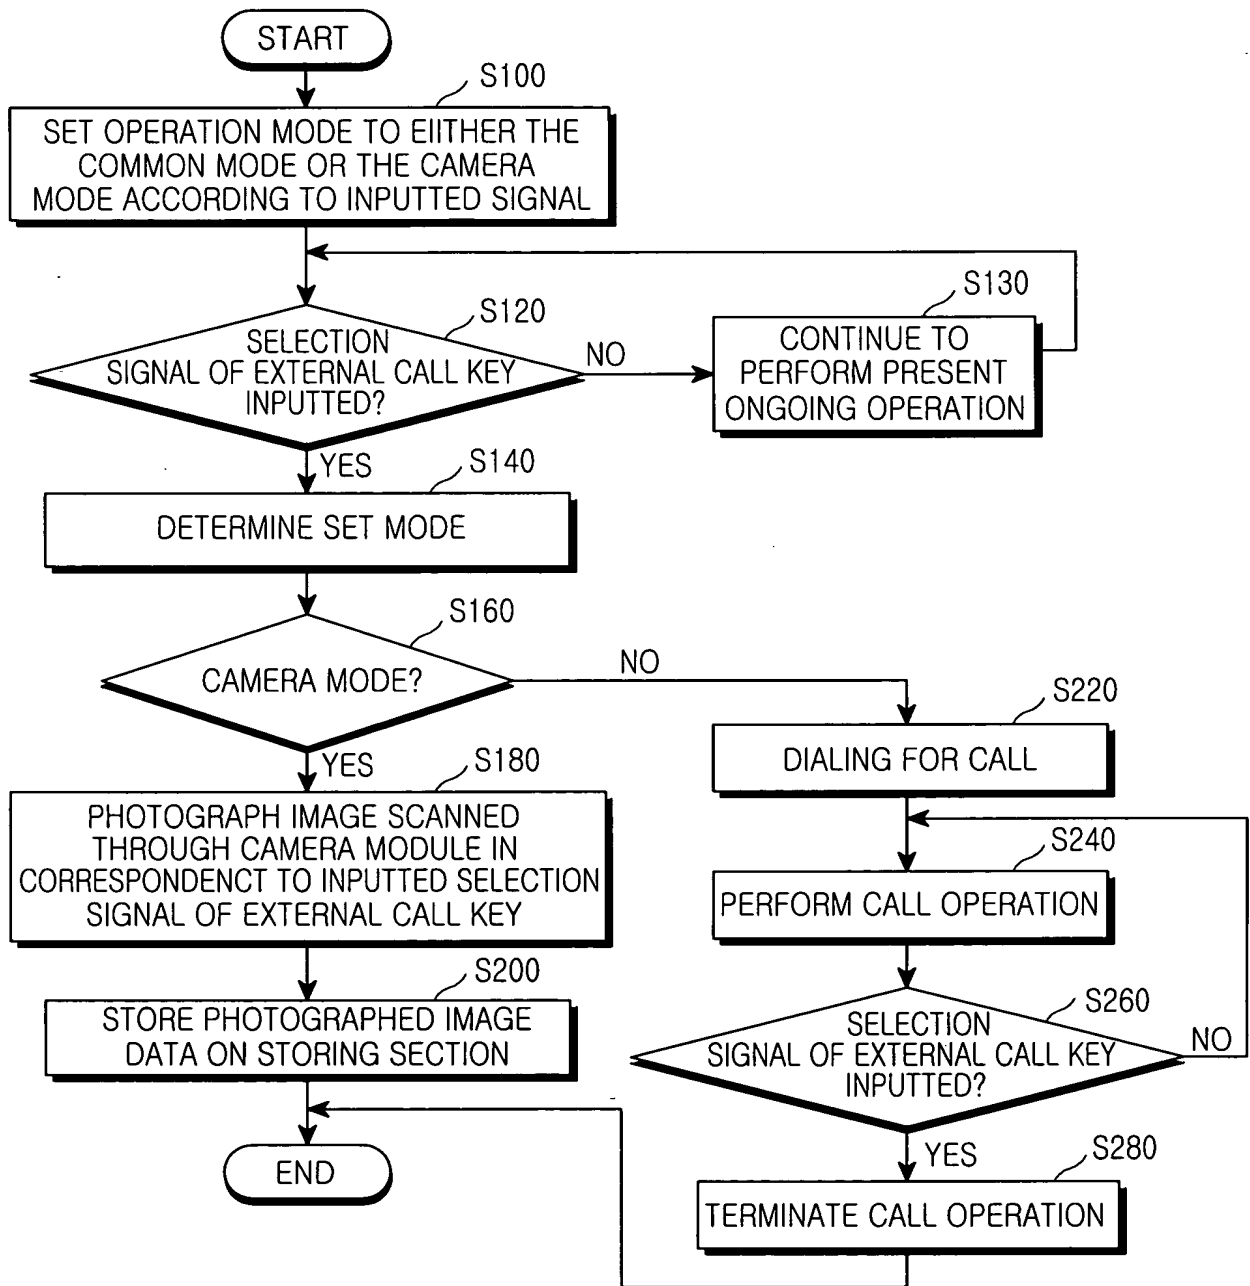 START
S100
SET OPERATION MODE TO EIITHER THE
COMMON MODE OR THE CAMERA
MODE ACCORDING TO INPUTTED SIGNAL
S120
SELECTION
SIGNAL OF EXTERNAL CALL KEY
INPUTTED?
NO
S130
CONTINUE TO
PERFORM PRESENT
ONGOING OPERATION
YES
S140
DETERMINE SET MODE
S160
CAMERA MODE?
NO
YES
S180
PHOTOGRAPH IMAGE SCANNED
THROUGH CAMERA MODULE IN
CORRESPONDENCT TO INPUTTED SELECTION
SIGNAL OF EXTERNAL CALL KEY
S200
STORE PHOTOGRAPHED IMAGE
DATA ON STORING SECTION
END
S220
DIALING FOR CALL
S240
PERFORM CALL OPERATION
S260
SELECTION
SIGNAL OF EXTERNAL CALL KEY
INPUTTED?
NO
YES
S280
TERMINATE CALL OPERATION